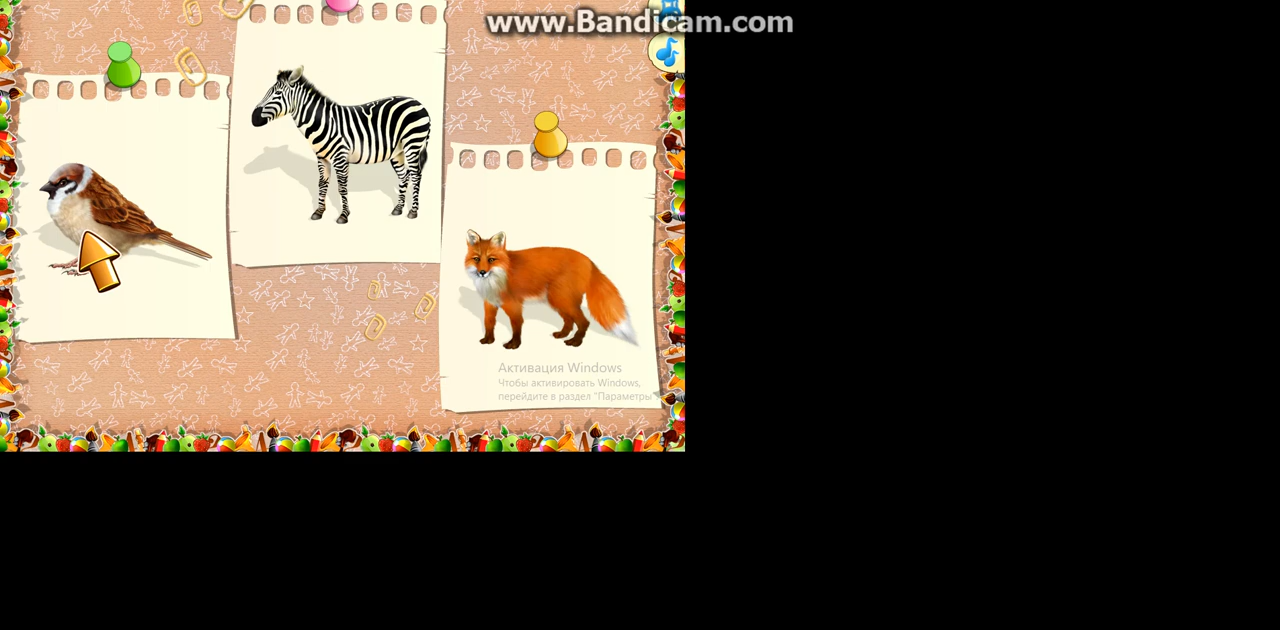 www.Bandicam.com
Активация Windows
Чтобы активировать Windows,
перейдите в раздел "Параметры